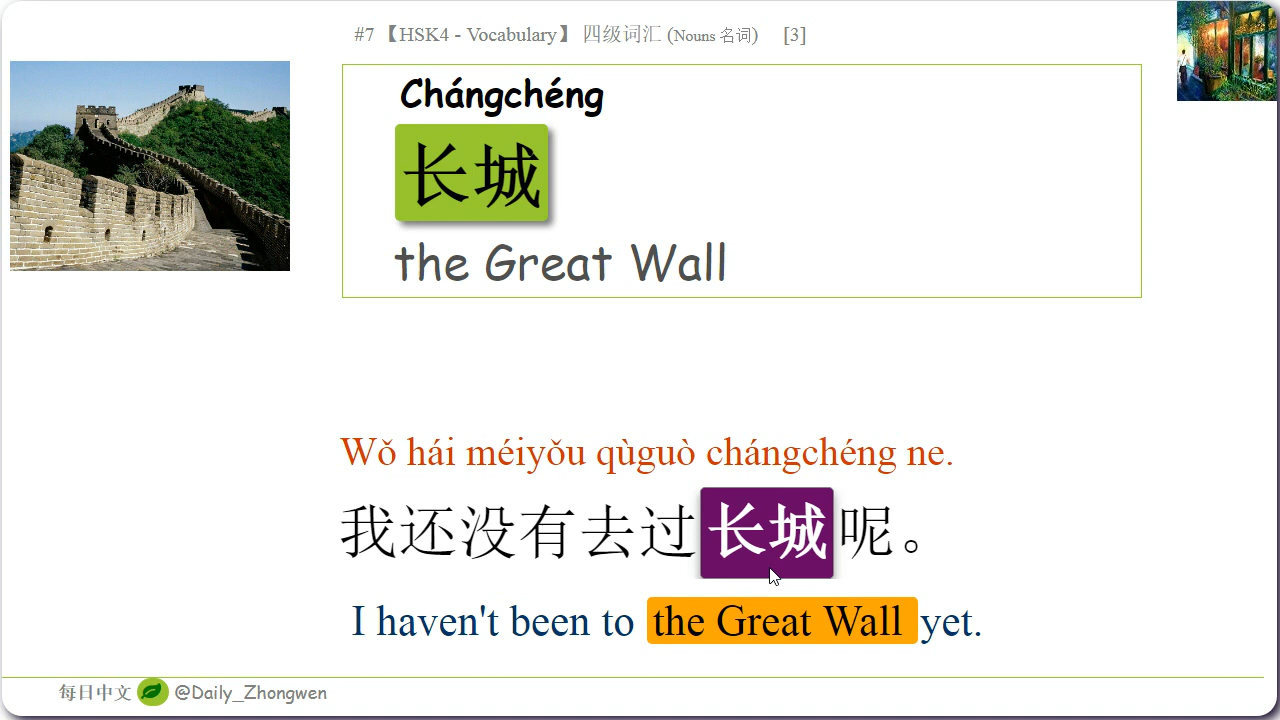 #7 【HSK4 - Vocabulary】 四级词汇 (Nouns 名词) [3]
Chángchéng
长城
the Great Wall
Wǒ hái méiyǒu qùguò chángchéng ne.
我还没有去过长城呢。
I haven't been to the Great Wall yet.
每日中文 @Daily_Zhongwen